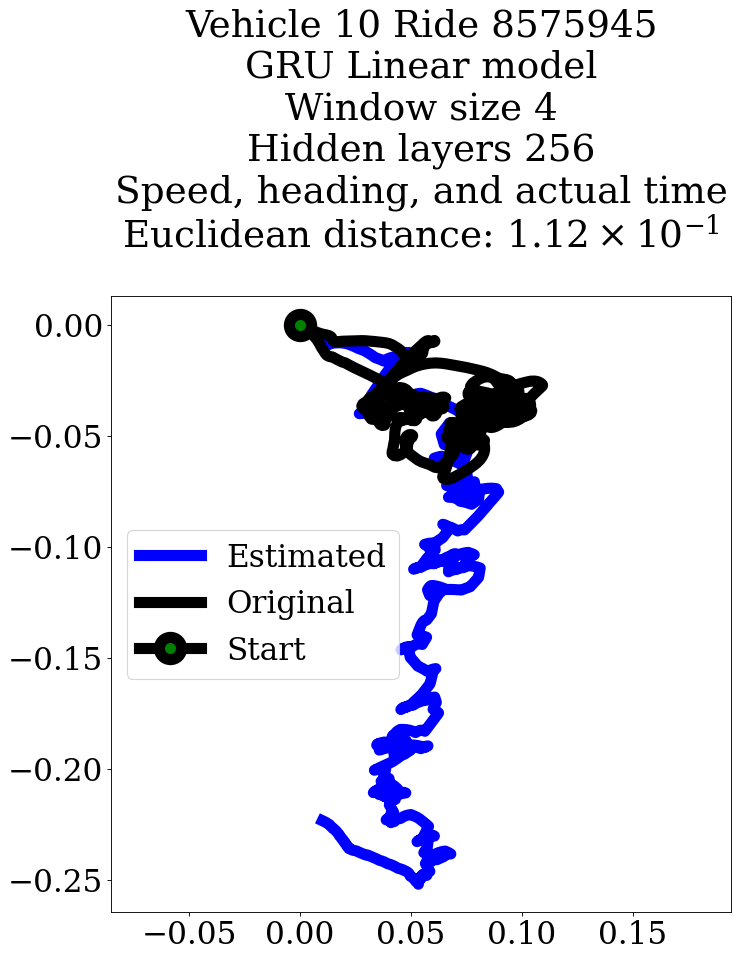 Vehicle 10 Ride 8575945
GRU Linear model
Window size 4
Hidden layers 256
Speed, heading, and actual time
Euclidean distance: 1.12 × 10⁻¹
0.00
−0.05
−0.10
−0.15
−0.20
−0.25
Estimated
Original
Start
−0.05 0.00 0.05 0.10 0.15